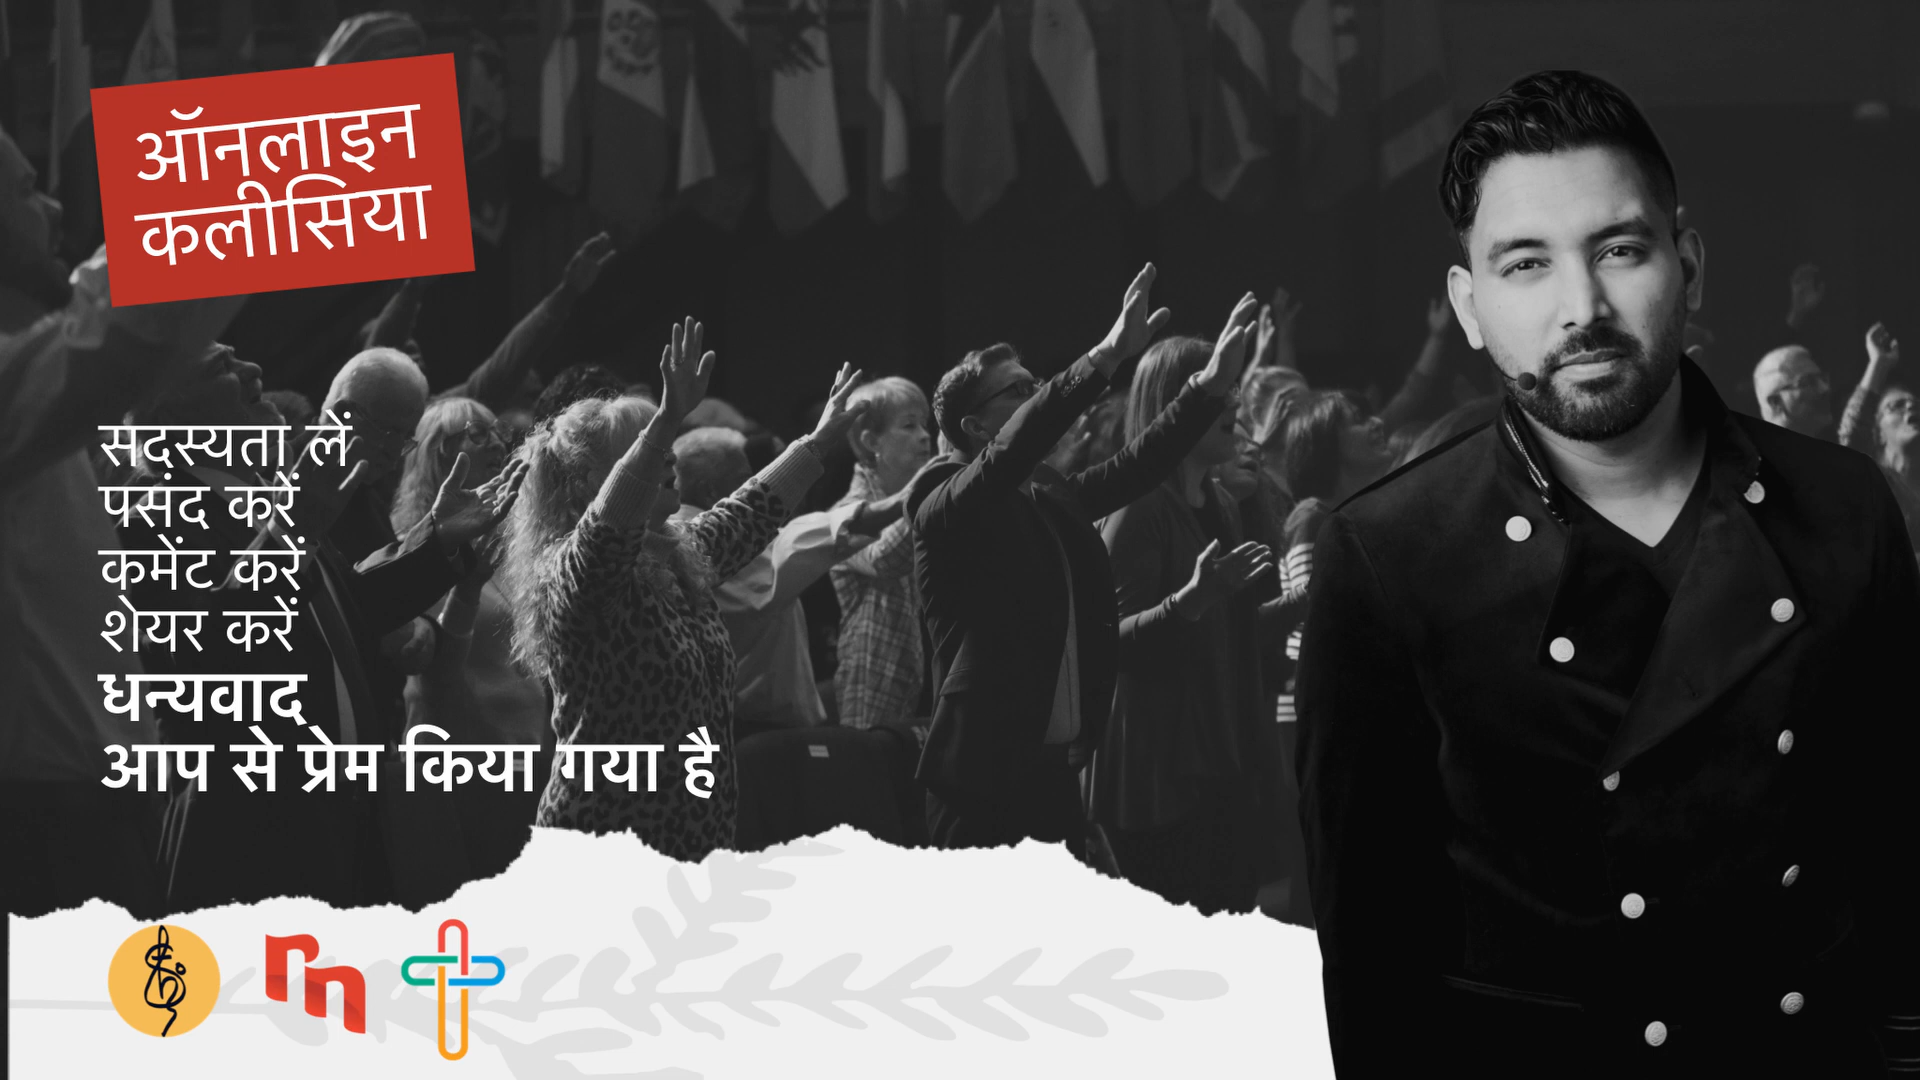 ऑनलाइन
कलीसिया
सदस्यता लें
पसंद करें
कमेंट करें
शेयर करें
धन्यवाद
आप से प्रेम किया गया है